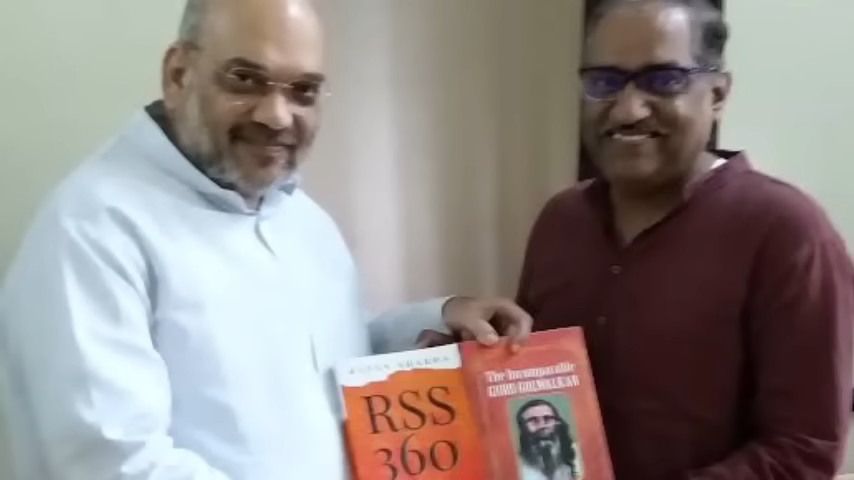 RATAN SHARDA
RSS
360
The Incomparable
GURU GOLWALKAR